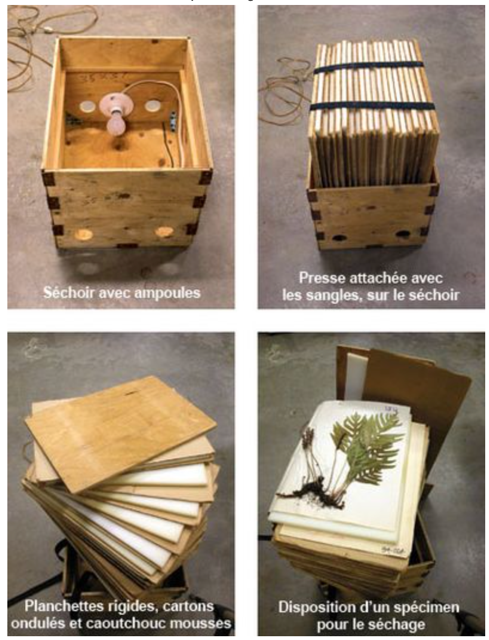 Séchoir avec ampoules
Presse attachée avec
les sangles, sur le séchoir
Planchettes rigides, cartons
ondulés et caoutchouc mousses
Disposition d'un spécimen
pour le séchage